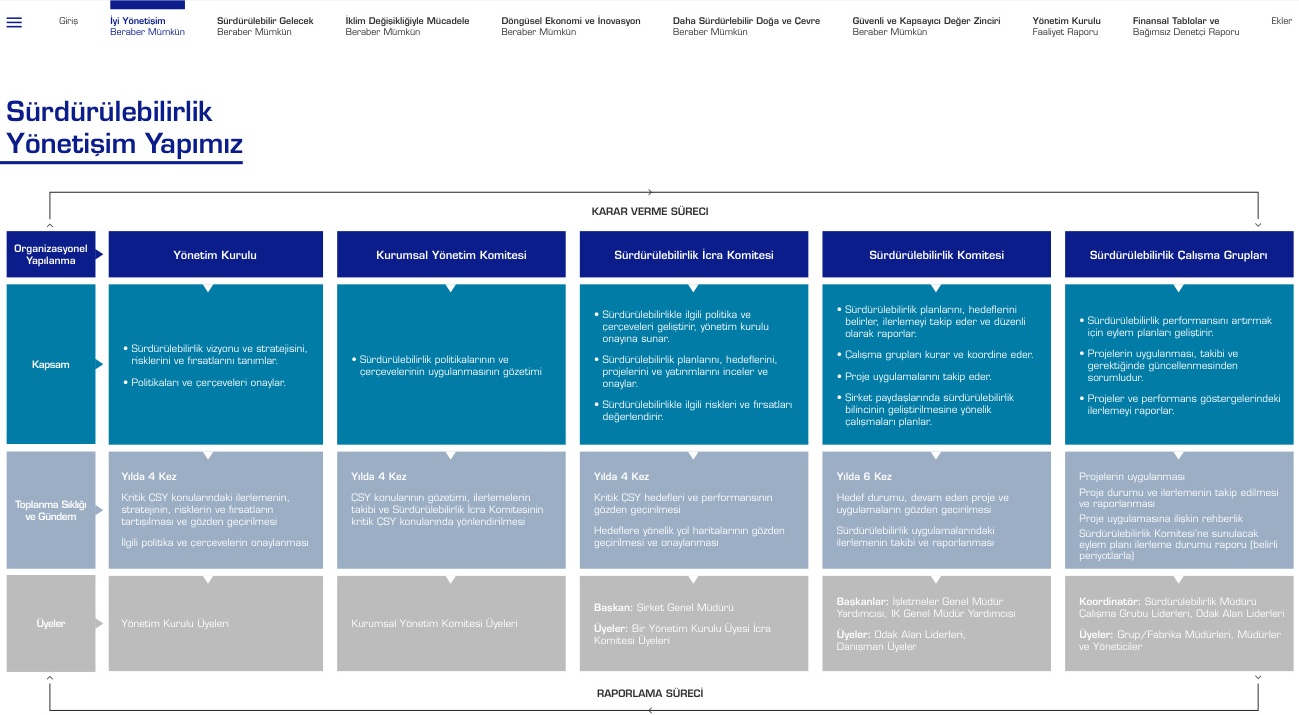 Giriş
İyi Yönetişim
Beraber Mümkün
Sürdürülebilir Gelecek
Beraber Mümkün
İklim Değişikliğiyle Mücadele
Beraber Mümkün
Döngüsel Ekonomi ve İnovasyon
Beraber Mümkün
Daha Sürdürlebilir Doğa ve Çevre
Beraber Mümkün
Güvenli ve Kapsayıcı Değer Zinciri
Beraber Mümkün
Yönetim Kurulu
Faaliyet Raporu
Finansal Tablolar ve
Bağımsız Denetçi Raporu
Ekler
Sürdürülebilirlik
Yönetişim Yapımız
KARAR VERME SÜRECİ
Organizasyonel
Yapılanma
Yönetim Kurulu
Kurumsal Yönetim Komitesi
Sürdürülebilirlik İcra Komitesi
Sürdürülebilirlik Komitesi
Sürdürülebilirlik Çalışma Grupları
Kapsam
• Sürdürülebilirlik vizyonu ve stratejisini,
risklerini ve fırsatlarını tanımlar.
• Politikaları ve çerçeveleri onaylar.
• Sürdürülebilirlik politikalarının ve
çerçevelerinin uygulanmasının gözetimi
• Sürdürülebilirlikle ilgili politika ve
çerçeveleri geliştirir, yönetim kurulu
onayına sunar.
• Sürdürülebilirlik planlarını, hedeflerini,
projelerini ve yatırımlarını inceler ve
onaylar.
• Sürdürülebilirlikle ilgili riskleri ve fırsatları
değerlendirir.
• Sürdürülebilirlik planlarını, hedeflerini
belirler, ilerlemeyi takip eder ve düzenli
olarak raporlar.
• Çalışma grupları kurar ve koordine eder.
• Proje uygulamalarını takip eder.
• Şirket paydaşlarında sürdürülebilirlik
bilincinin geliştirilmesine yönelik
çalışmaları planlar.
• Sürdürülebilirlik performansını artırmak
için eylem planları geliştirir.
• Projelerin uygulanması, takibi ve
gerektiğinde güncellenmesinden
sorumludur.
• Projeler ve performans göstergelerindeki
ilerlemeyi raporlar.
Toplanma Sıklığı
ve Gündem
Yılda 4 Kez
Kritik ÇSY konularındaki ilerlemenin,
stratejinin, risklerin ve fırsatların
tartışılması ve gözden geçirilmesi
İlgili politika ve çerçevelerin onaylanması
Yılda 4 Kez
ÇSY konularının gözetimi, ilerlemelerin
takibi ve Sürdürülebilirlik İcra Komitesinin
kritik ÇSY konularında yönlendirilmesi
Yılda 4 Kez
Kritik ÇSY hedefleri ve performansının
gözden geçirilmesi
Hedeflere yönelik yol haritalarının gözden
geçirilmesi ve onaylanması
Yılda 6 Kez
Hedef durumu, devam eden proje ve
uygulamaların gözden geçirilmesi
Sürdürülebilirlik uygulamalarındaki
ilerlemenin takibi ve raporlanması
Projelerin uygulanması
Proje durumu ve ilerlemenin takip edilmesi
ve raporlanması
Proje uygulamasına ilişkin rehberlik
Sürdürülebilirlik Komitesi'ne sunulacak
eylem planı ilerleme durumu raporu (belirli
periyotlarla)
Üyeler
Yönetim Kurulu Üyeleri
Kurumsal Yönetim Komitesi Üyeleri
Başkan: Şirket Genel Müdürü
Üyeler: Bir Yönetim Kurulu Üyesi İcra
Komitesi Üyeleri
Başkanlar: İşletmeler Genel Müdür
Yardımcısı, IK Genel Müdür Yardımcısı
Üyeler: Odak Alan Liderleri,
Danışman Üyeler
Koordinatör: Sürdürülebilirlik Müdürü
Çalışma Grubu Liderleri, Odak Alan Liderleri
Üyeler: Grup/Fabrika Müdürleri, Müdürler
ve Yöneticiler
RAPORLAMA SÜRECİ